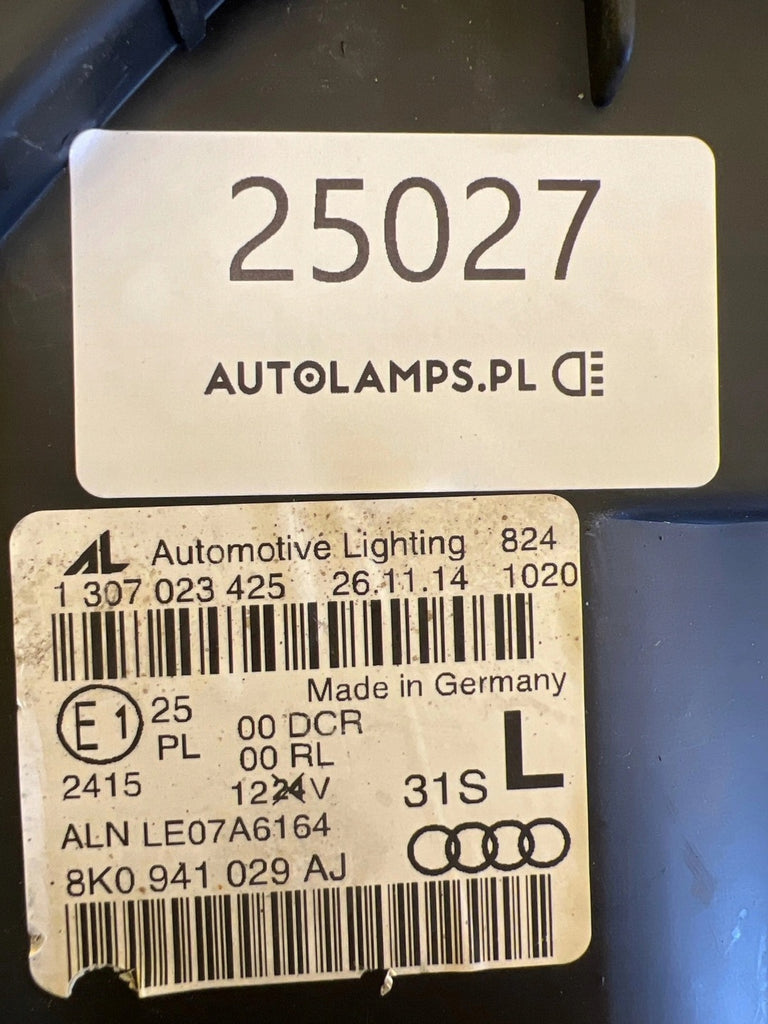 25027
AUTOLAMPS.PL
AL Automotive Lighting 824
1 307 023 425 26.11.14 1020
Made in Germany
E1 25 00 DCR
PL 00 RL
2415 1224V 31S L
ALN LE07A6164
8K0 941 029 AJ